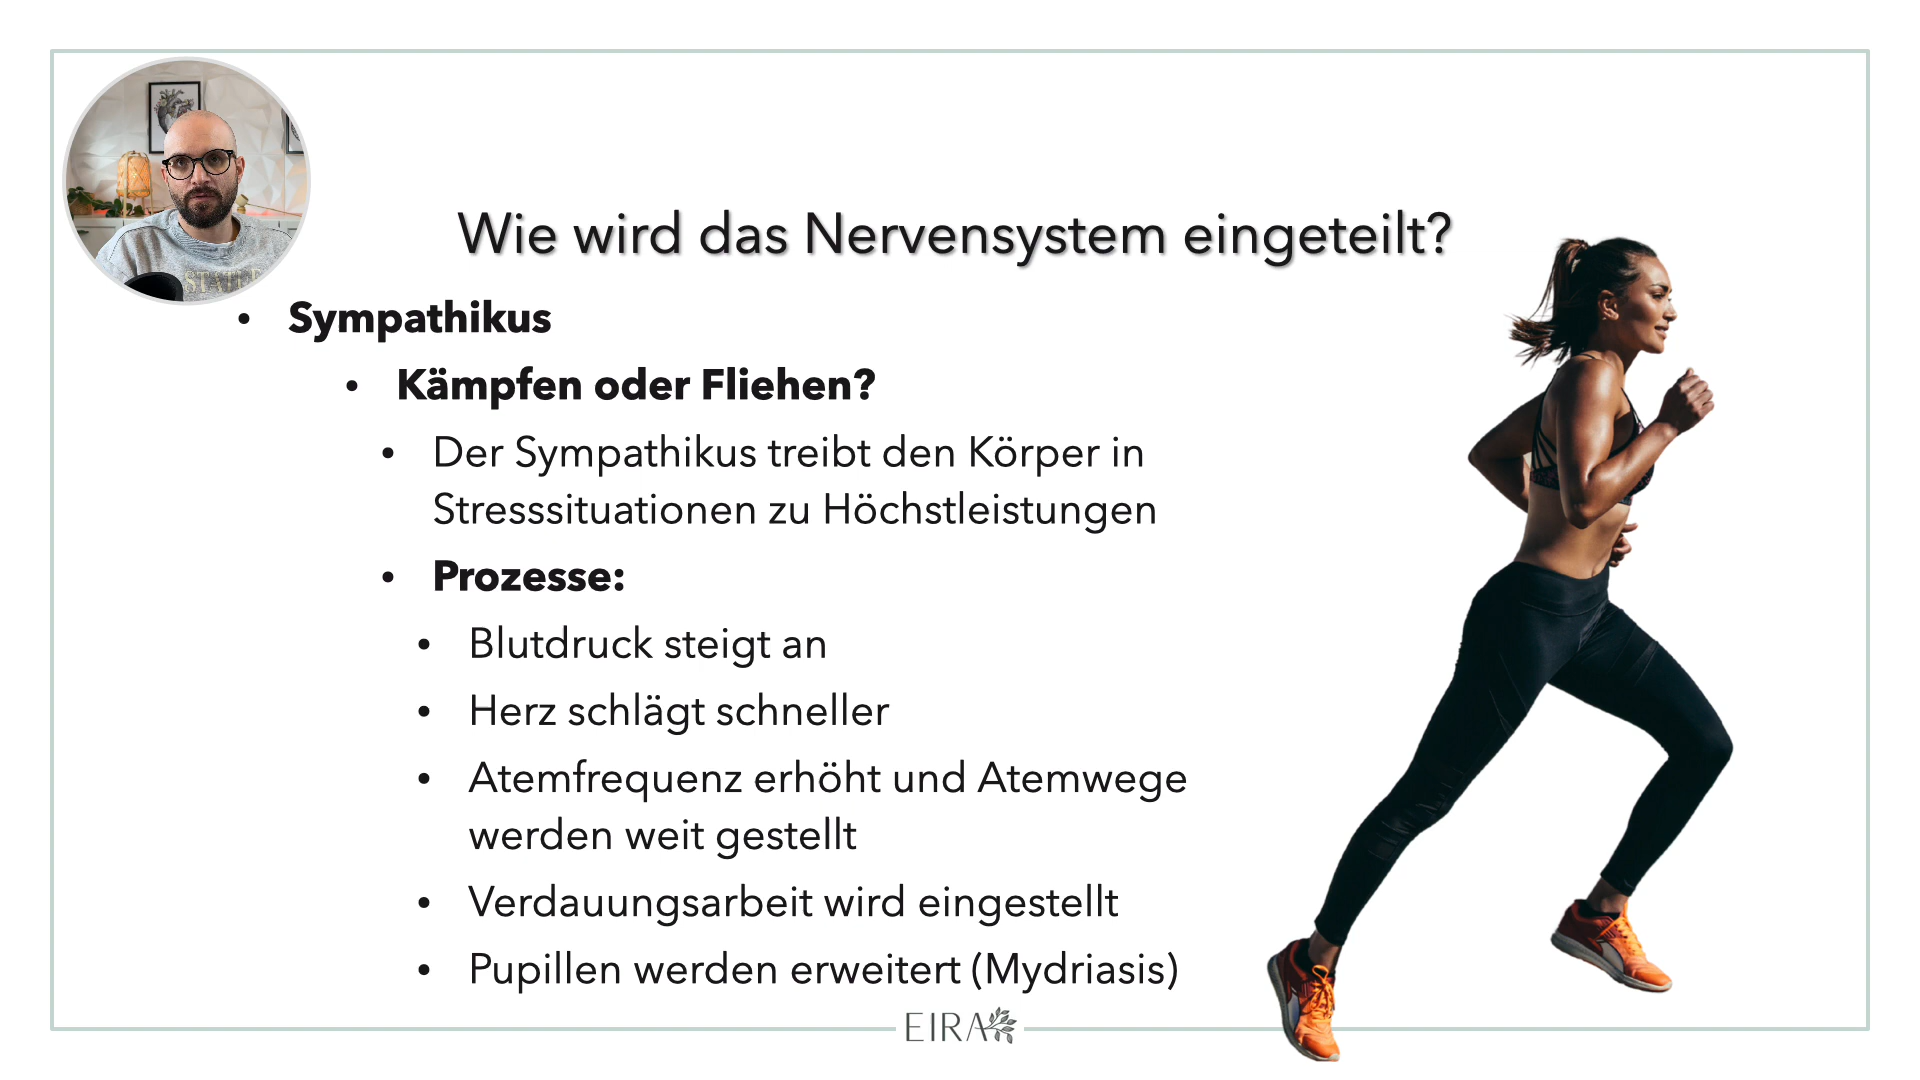 Wie wird das Nervensystem eingeteilt?
• Sympathikus
• Kämpfen oder Fliehen?
• Der Sympathikus treibt den Körper in
Stresssituationen zu Höchstleistungen
• Prozesse:
• Blutdruck steigt an
• Herz schlägt schneller
• Atemfrequenz erhöht und Atemwege
werden weit gestellt
• Verdauungsarbeit wird eingestellt
• Pupillen werden erweitert (Mydriasis)
EIRA